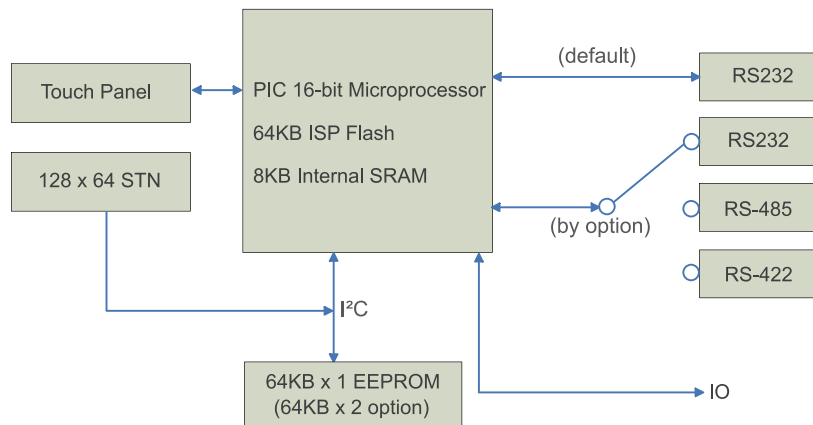 (default)
Touch Panel
PIC 16-bit Microprocessor
RS232
64KB ISP Flash
RS232
128 x 64 STN
8KB Internal SRAM
RS-485
(by option)
RS-422
I²C
64KB x 1 EEPROM
(64KB x 2 option)
IO